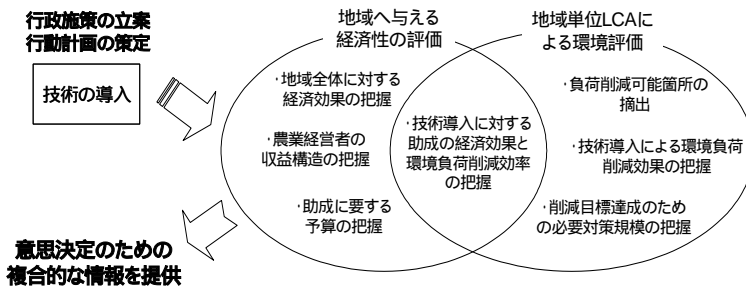 行政施策の立案
行動計画の策定
技術の導入
意思決定のための
複合的な情報を提供
地域へ与える
経済性の評価
・地域全体に対する
経済効果の把握
・農業経営者の
収益構造の把握
・助成に要する
予算の把握
・技術導入に対する
助成の経済効果と
環境負荷削減効率
の把握
地域単位LCAに
よる環境評価
・負荷削減可能箇所の
摘出
・技術導入による環境負荷
削減効果の把握
・削減目標達成のため
の必要対策規模の把握